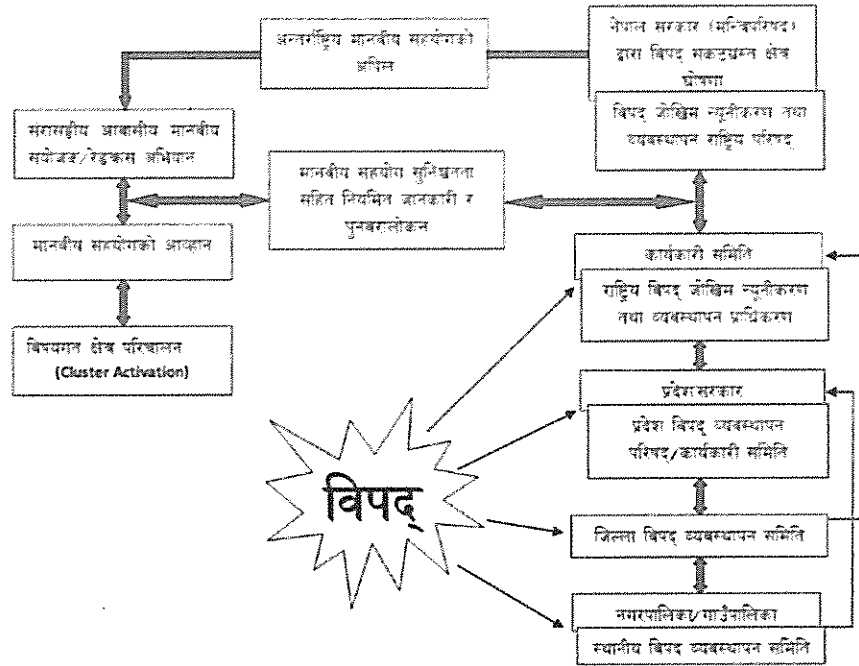 अन्तर्राष्ट्रिय मानवीय सहयोगको
अपिल
नेपाल सरकार (मन्त्रिपरिषद)
द्वारा विपद् संकटग्रस्त क्षेत्र
घोषणा
विपद् जोखिम न्यूनीकरण तथा
व्यवस्थापन राष्ट्रिय परिषद्
संरासङ्घीय आवासीय मानवीय
संयोजक/रेडक्रस अभियान
मानवीय सहयोग सुनिश्चितता
सहित नियमित जानकारी र
पुनवरालोकन
मानवीय सहयोगको आव्हान
विषयगत क्षेत्र परिचालन
(Cluster Activation)
कार्यकारी समिति
राष्ट्रिय विपद् जोखिम न्यूनीकरण
तथा व्यवस्थापन प्राधिकरण
प्रदेश सरकार
प्रदेश विपद् व्यवस्थापन
परिषद्/कार्यकारी समिति
विपद्
जिल्ला विपद् व्यवस्थापन समिति
नगरपालिका/गाउँपालिका
स्थानीय विपद् व्यवस्थापन समिति